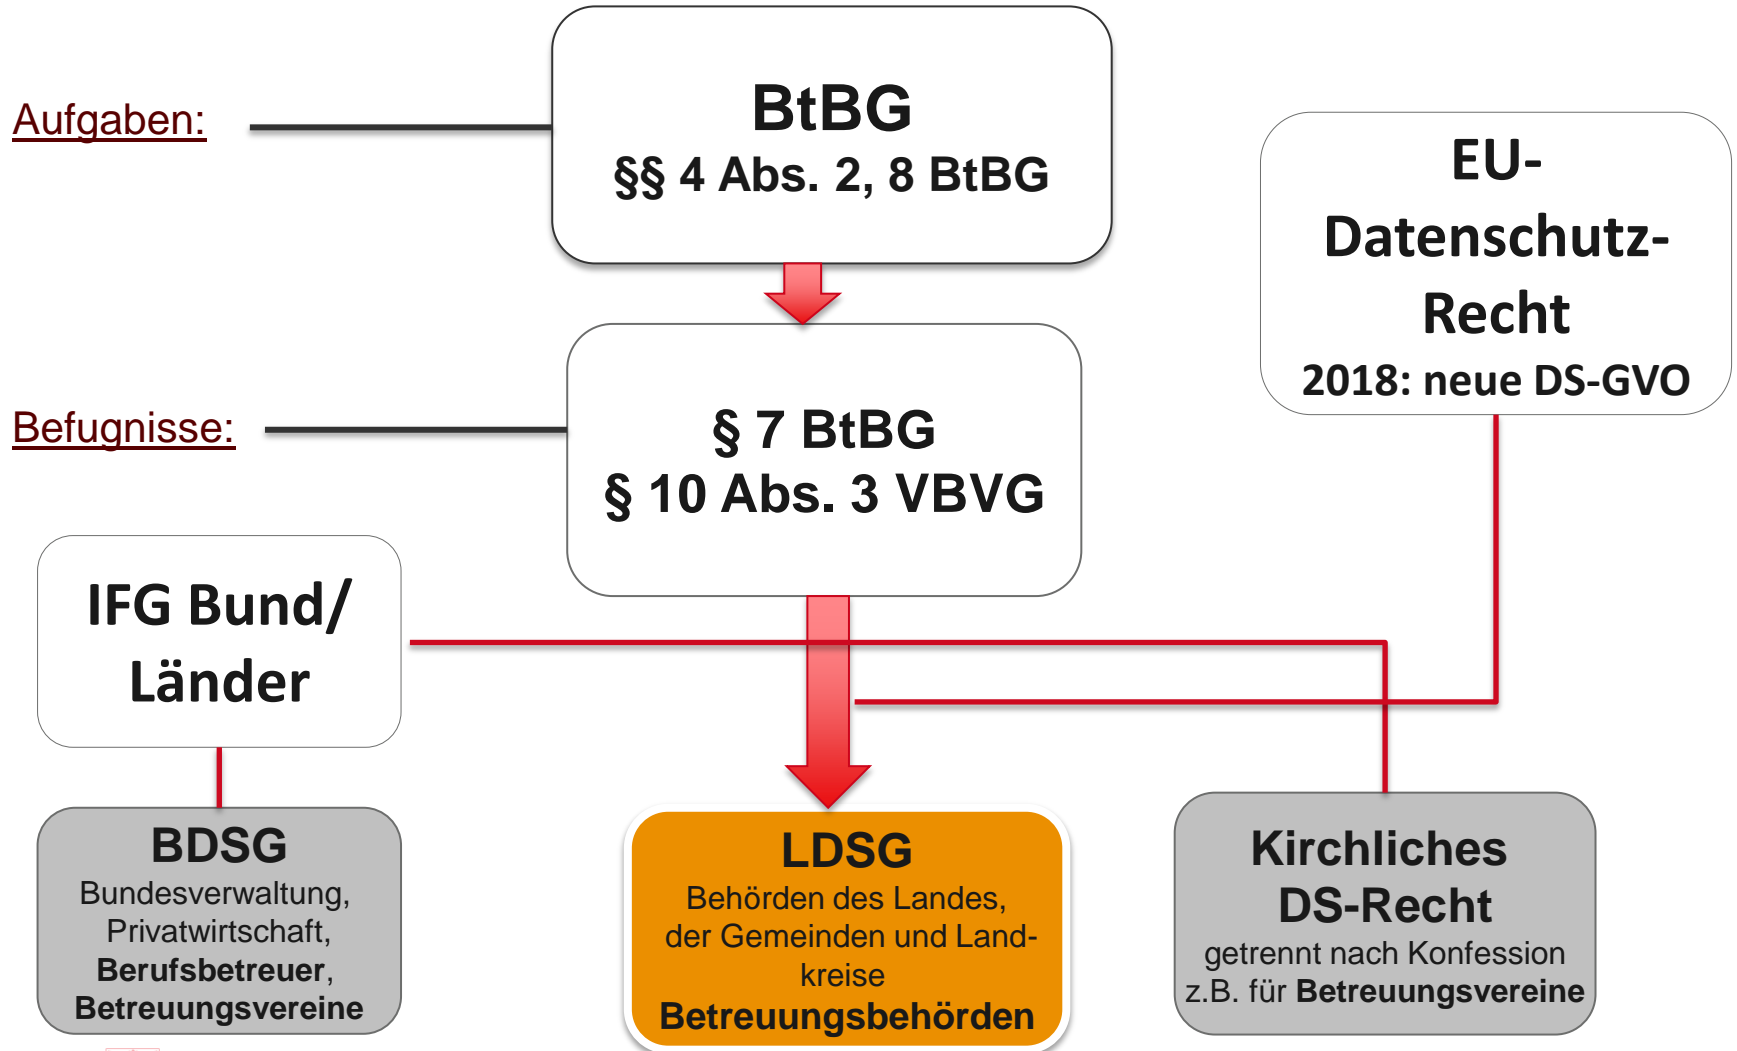 Aufgaben:
BtBG
§§ 4 Abs. 2, 8 BtBG
EU-
Datenschutz-
Recht
2018: neue DS-GVO
Befugnisse:
§ 7 BtBG
§ 10 Abs. 3 VBVG
IFG Bund/
Länder
BDSG
Bundesverwaltung,
Privatwirtschaft,
Berufsbetreuer,
Betreuungsvereine
LDSG
Behörden des Landes,
der Gemeinden und Land-
kreise
Betreuungsbehörden
Kirchliches
DS-Recht
getrennt nach Konfession
z.B. für Betreuungsvereine